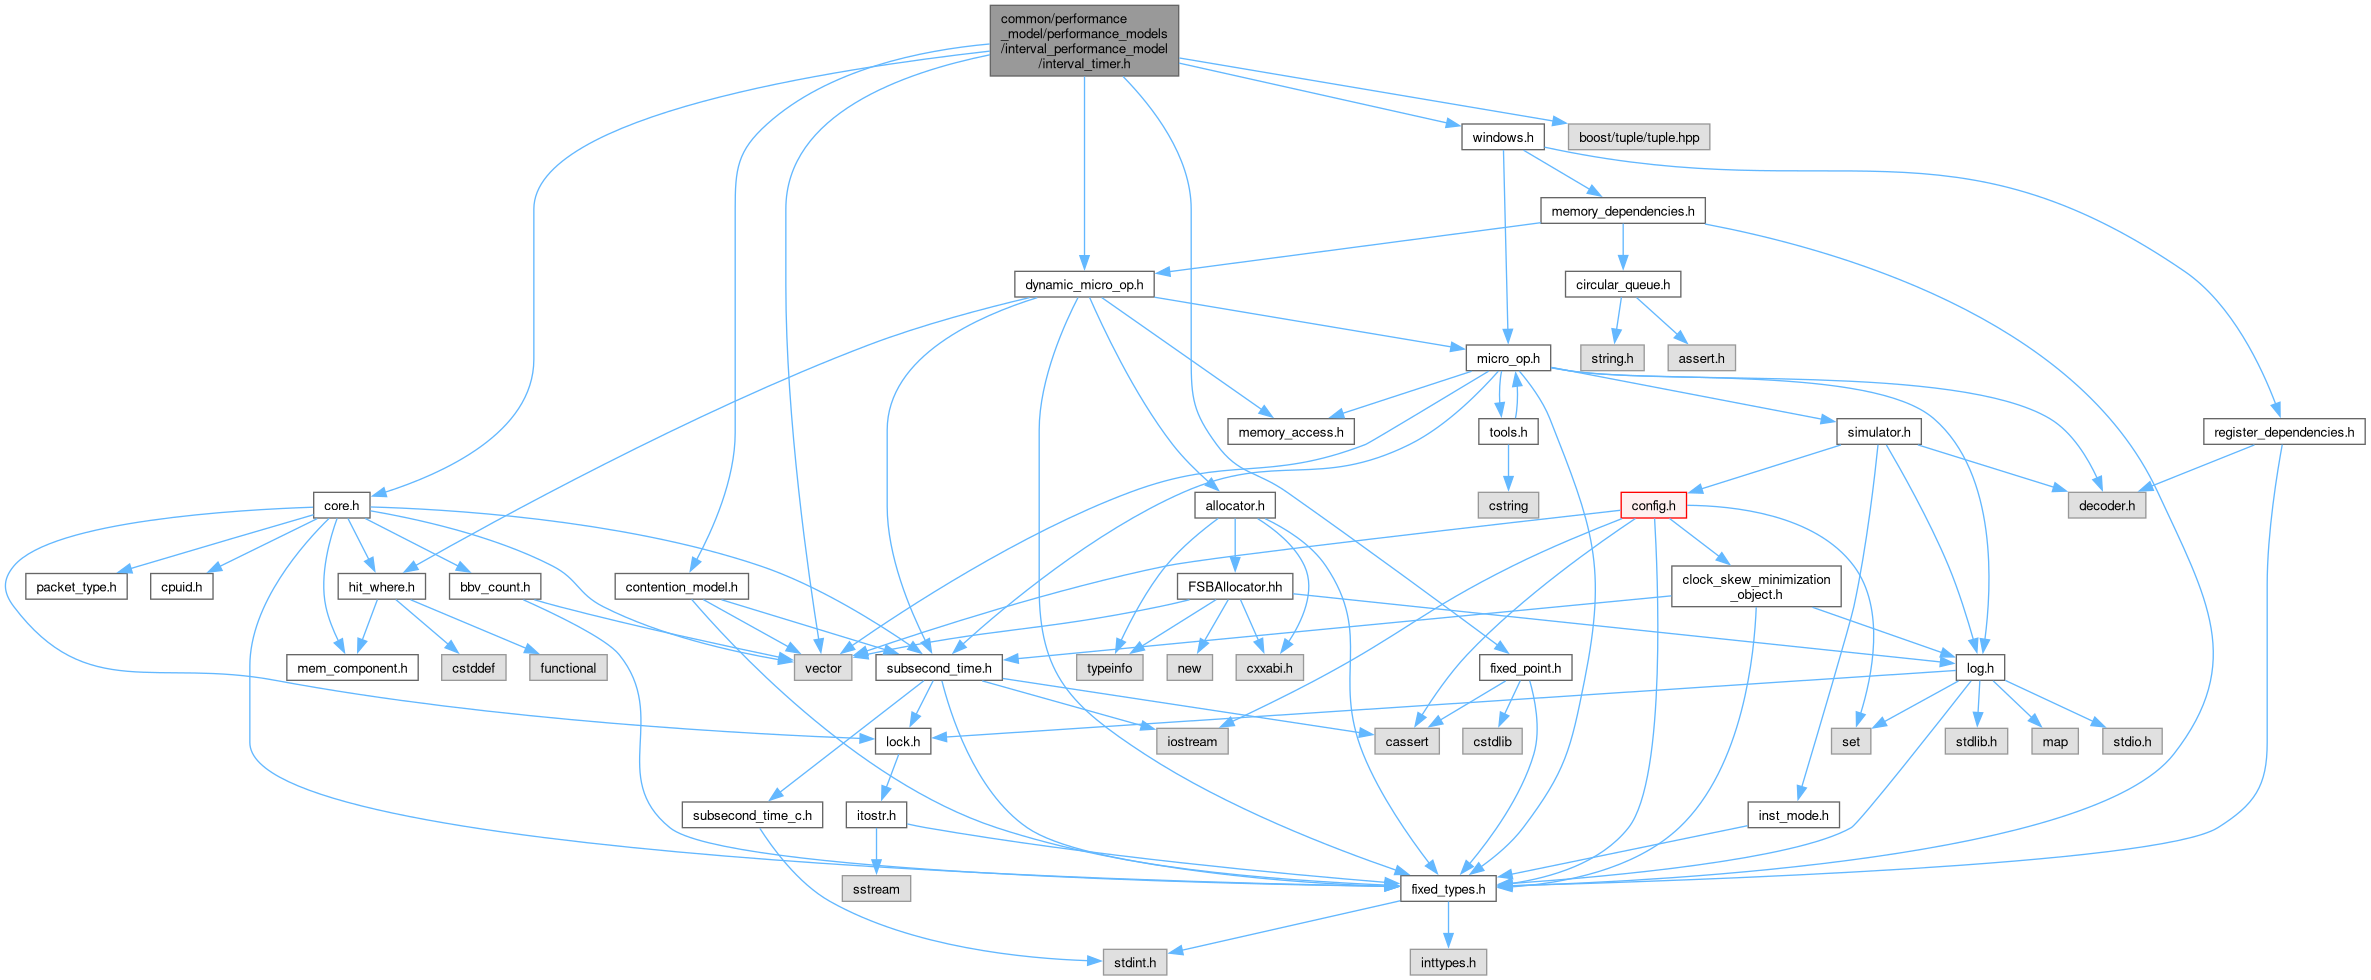 common/performance
_model/performance_models
/interval_performance_model
/interval_timer.h
windows.h
boost/tuple/tuple.hpp
memory_dependencies.h
dynamic_micro_op.h
circular_queue.h
micro_op.h
string.h
assert.h
memory_access.h
tools.h
simulator.h
register_dependencies.h
core.h
allocator.h
cstring
config.h
decoder.h
packet_type.h
cpuid.h
hit_where.h
bbv_count.h
contention_model.h
FSBAllocator.hh
clock_skew_minimization
_object.h
mem_component.h
cstddef
functional
vector
subsecond_time.h
typeinfo
new
cxxabi.h
fixed_point.h
log.h
lock.h
iostream
cassert
cstdlib
set
stdlib.h
map
stdio.h
subsecond_time_c.h
itostr.h
inst_mode.h
sstream
fixed_types.h
stdint.h
inttypes.h